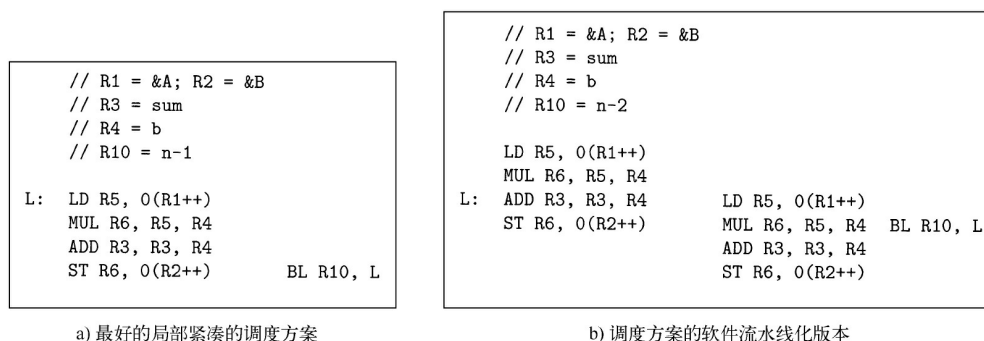 // R1 = &A; R2 = &B
// R3 = sum
// R4 = b
// R10 = n-1
L: LD R5, 0(R1++)
MUL R6, R5, R4
ADD R3, R3, R4
ST R6, 0(R2++) BL R10, L
a) 最好的局部紧凑的调度方案
// R1 = &A; R2 = &B
// R3 = sum
// R4 = b
// R10 = n-2
LD R5, 0(R1++)
MUL R6, R5, R4
L: ADD R3, R3, R4 LD R5, 0(R1++)
ST R6, 0(R2++) MUL R6, R5, R4 BL R10, L
ADD R3, R3, R4
ST R6, 0(R2++)
b) 调度方案的软件流水线化版本